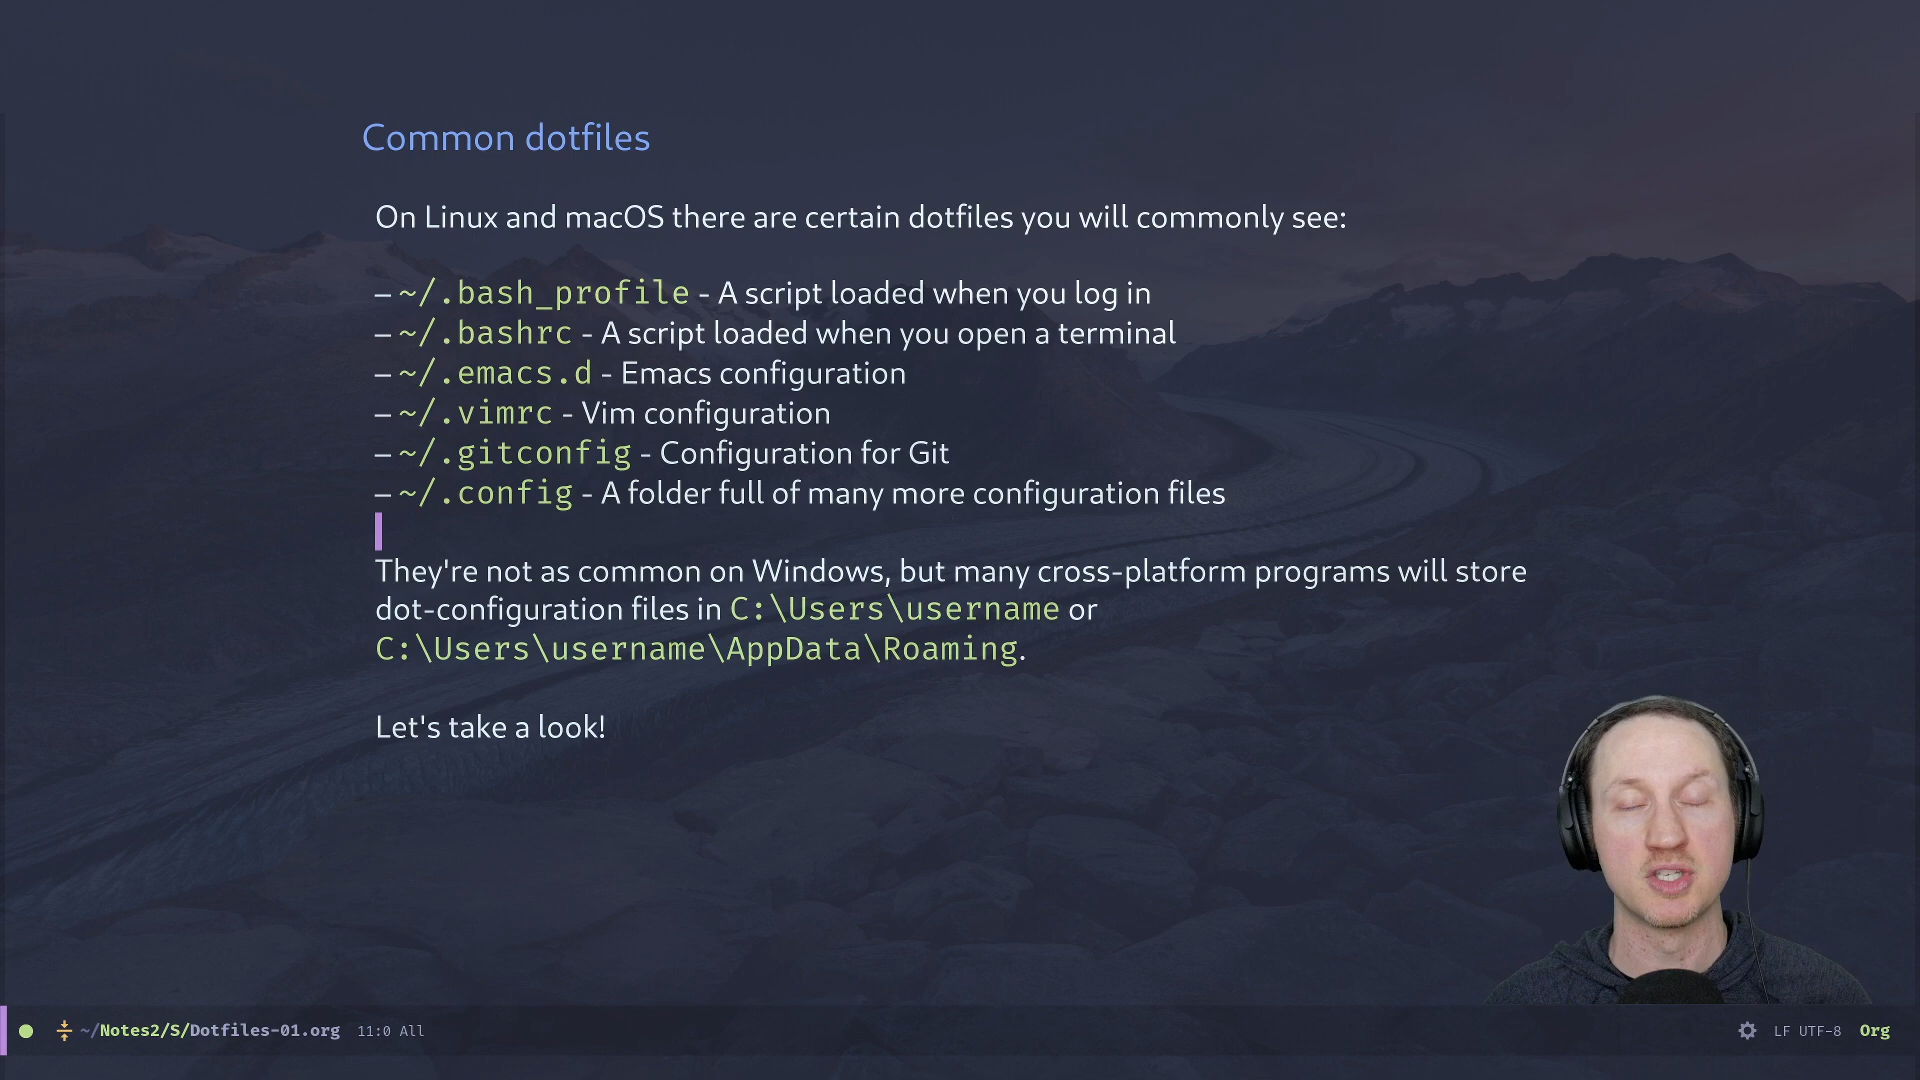 Common dotfiles
On Linux and macOS there are certain dotfiles you will commonly see:
– ~/.bash_profile - A script loaded when you log in
– ~/.bashrc - A script loaded when you open a terminal
– ~/.emacs.d - Emacs configuration
– ~/.vimrc - Vim configuration
– ~/.gitconfig - Configuration for Git
– ~/.config - A folder full of many more configuration files
They're not as common on Windows, but many cross-platform programs will store
dot-configuration files in C:\Users\username or
C:\Users\username\AppData\Roaming.
Let's take a look!
~/Notes2/S/Dotfiles-01.org 11:0 All LF UTF-8 Org